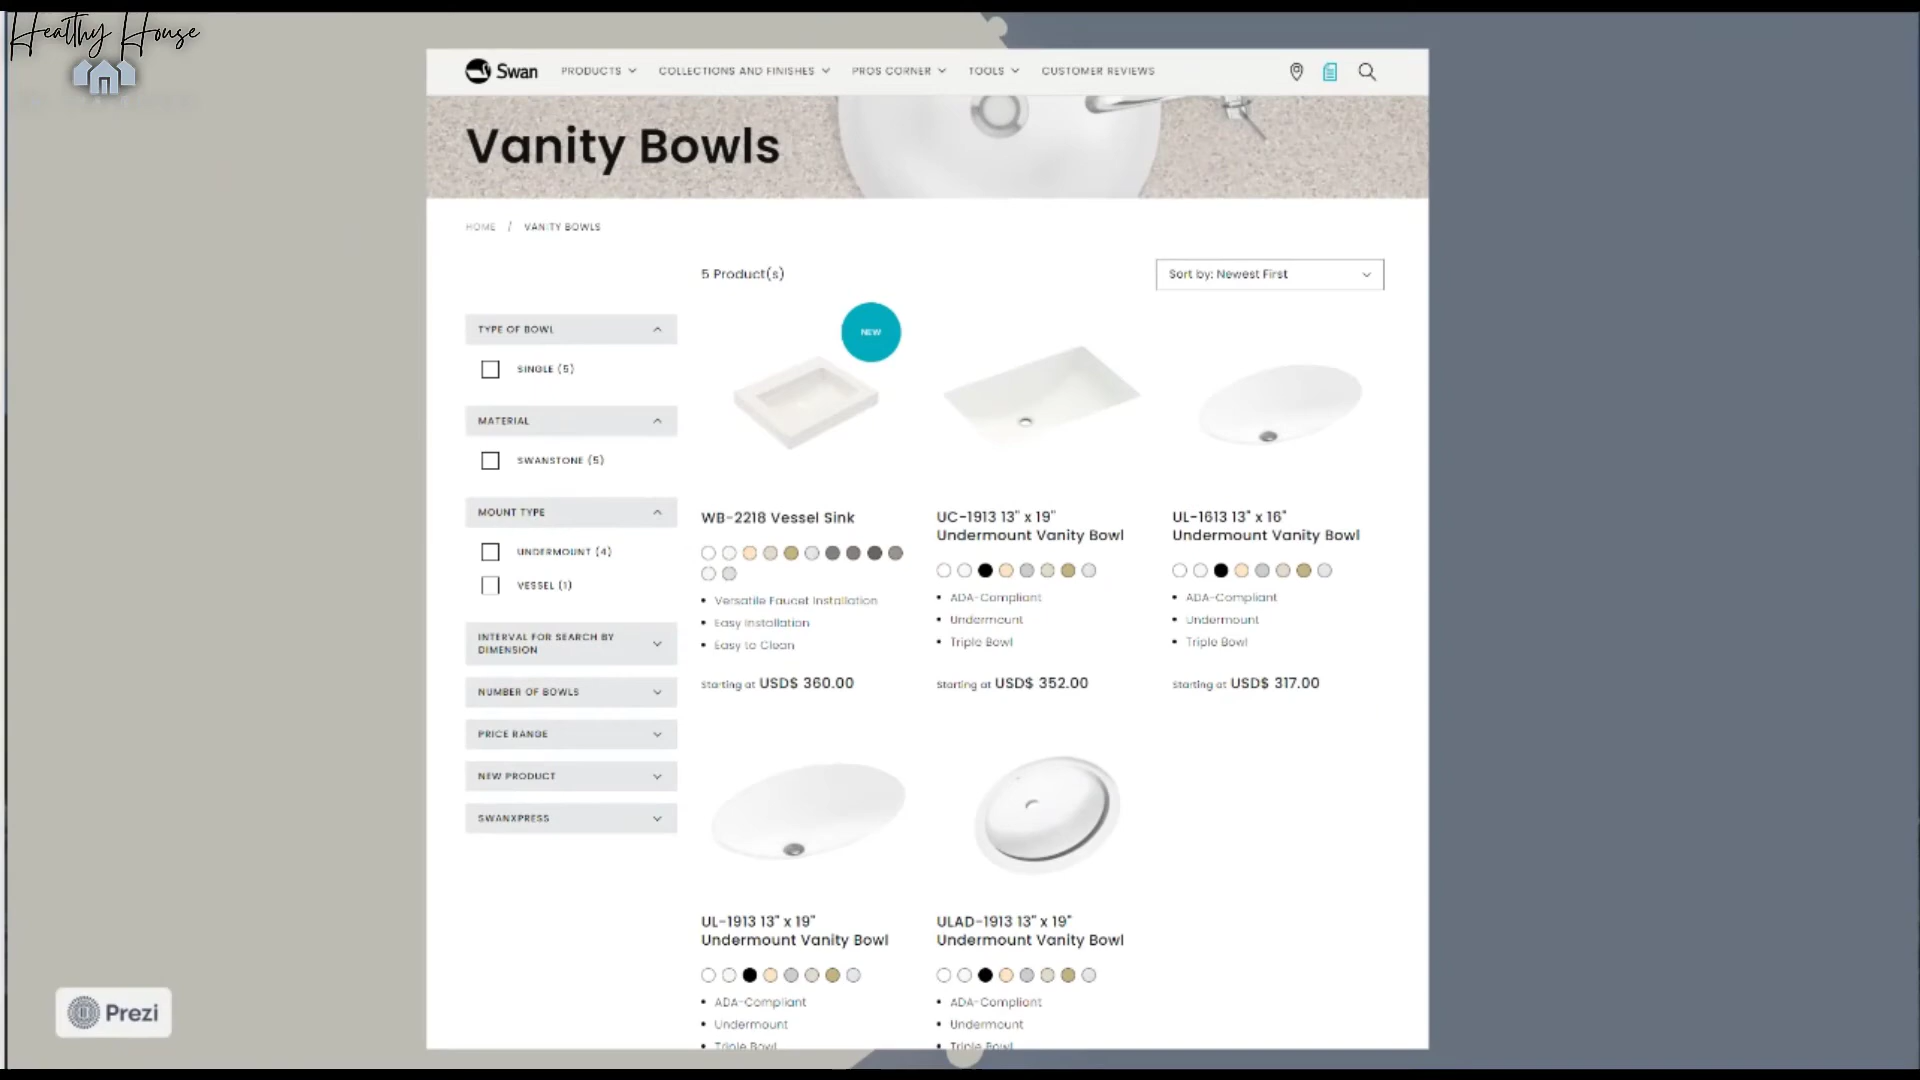 Healthy House
Swan
PRODUCTS
COLLECTIONS AND FINISHES
PROS CORNER
TOOLS
CUSTOMER REVIEWS
Vanity Bowls
HOME / VANITY BOWLS
5 Product(s)
Sort by: Newest First
TYPE OF BOWL
SINGLE (5)
MATERIAL
SWANSTONE (5)
MOUNT TYPE
UNDERMOUNT (4)
VESSEL (1)
INTERVAL FOR SEARCH BY
DIMENSION
NUMBER OF BOWLS
PRICE RANGE
NEW PRODUCT
SWANXPRESS
NEW
WB-2218 Vessel Sink
• Versatile Faucet Installation
• Easy Installation
• Easy to Clean
Starting at USD$ 360.00
UC-1913 13" x 19"
Undermount Vanity Bowl
• ADA-Compliant
• Undermount
• Triple Bowl
Starting at USD$ 352.00
UL-1613 13" x 16"
Undermount Vanity Bowl
• ADA-Compliant
• Undermount
• Triple Bowl
Starting at USD$ 317.00
UL-1913 13" x 19"
Undermount Vanity Bowl
• ADA-Compliant
• Undermount
• Triple Bowl
ULAD-1913 13" x 19"
Undermount Vanity Bowl
• ADA-Compliant
• Undermount
• Triple Bowl
Prezi